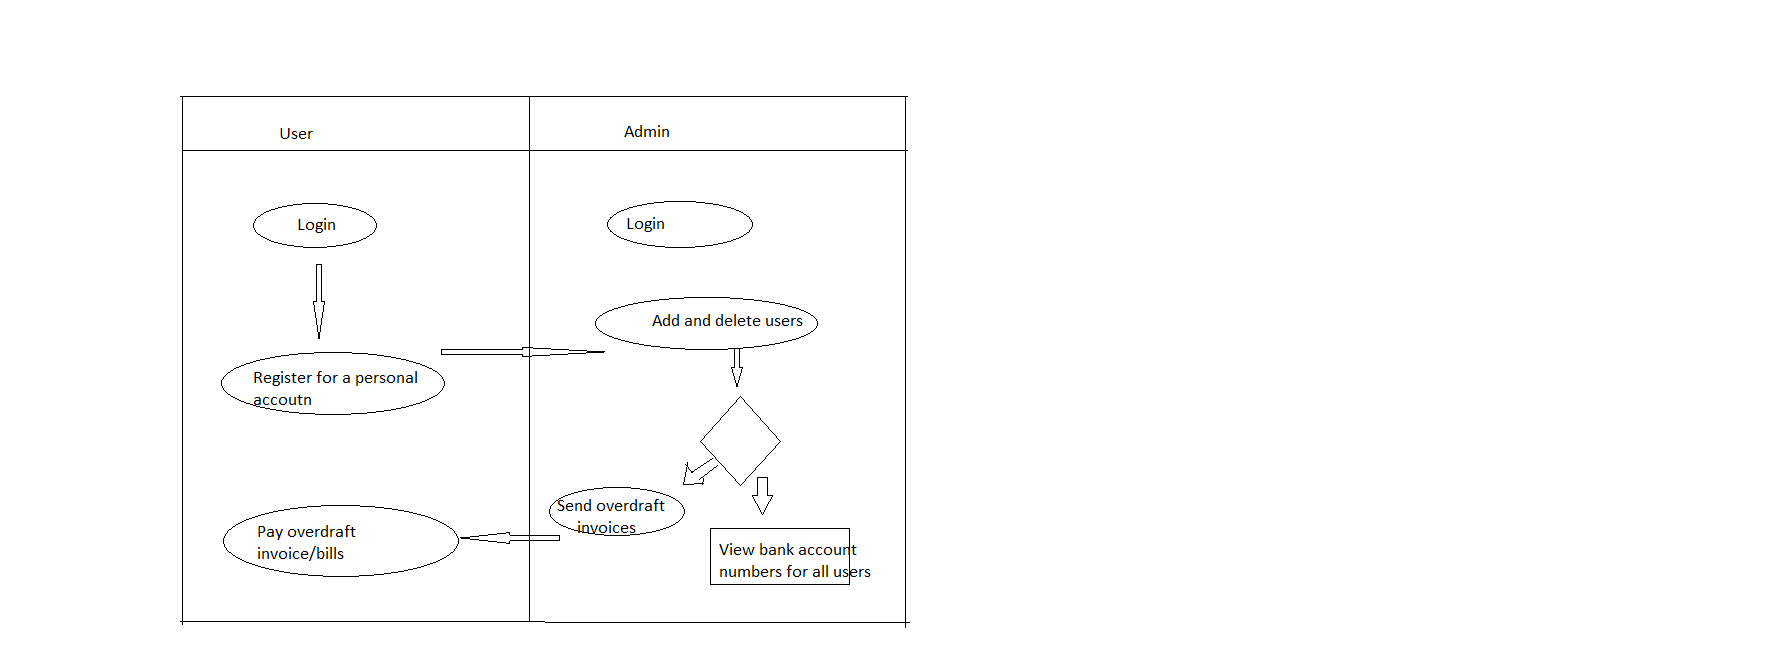 User
Admin
Login
Login
Add and delete users
Register for a personal
accoutn
Send overdraft
invoices
Pay overdraft
invoice/bills
View bank account
numbers for all users